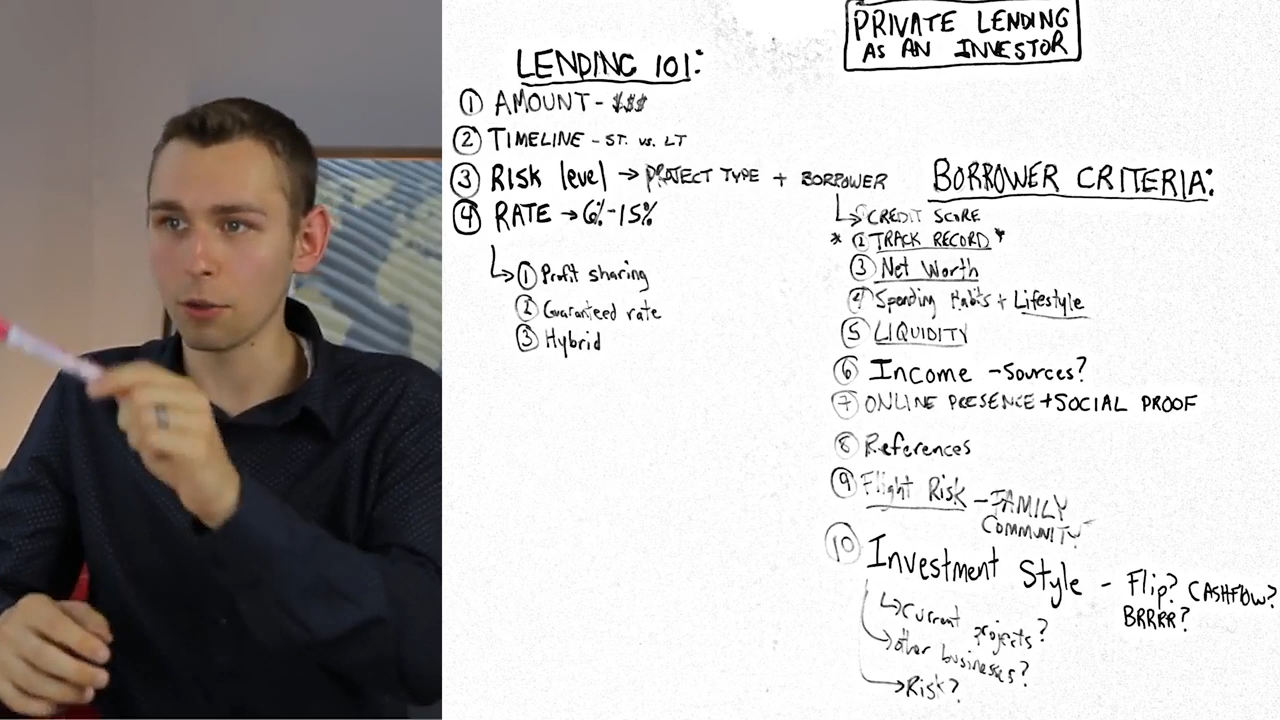 PRIVATE LENDING
AS AN INVESTOR
LENDING 101:
① AMOUNT - $$$
② TIMELINE - ST. vs. LT
③ Risk level → PROJECT TYPE + BORROWER
④ RATE → 6%-15%
↳ ① Profit sharing
② Guaranteed rate
③ Hybrid
BORROWER CRITERIA:
↳ CREDIT SCORE
* ② TRACK RECORD *
③ Net Worth
④ Spending Habits + Lifestyle
⑤ LIQUIDITY
⑥ Income - Sources?
⑦ ONLINE PRESENCE + SOCIAL PROOF
⑧ References
⑨ Flight Risk - FAMILY
COMMUNITY
⑩ Investment Style - Flip? CASHFLOW?
BRRRR?
↳ Current projects?
→ other businesses?
→ Risk?